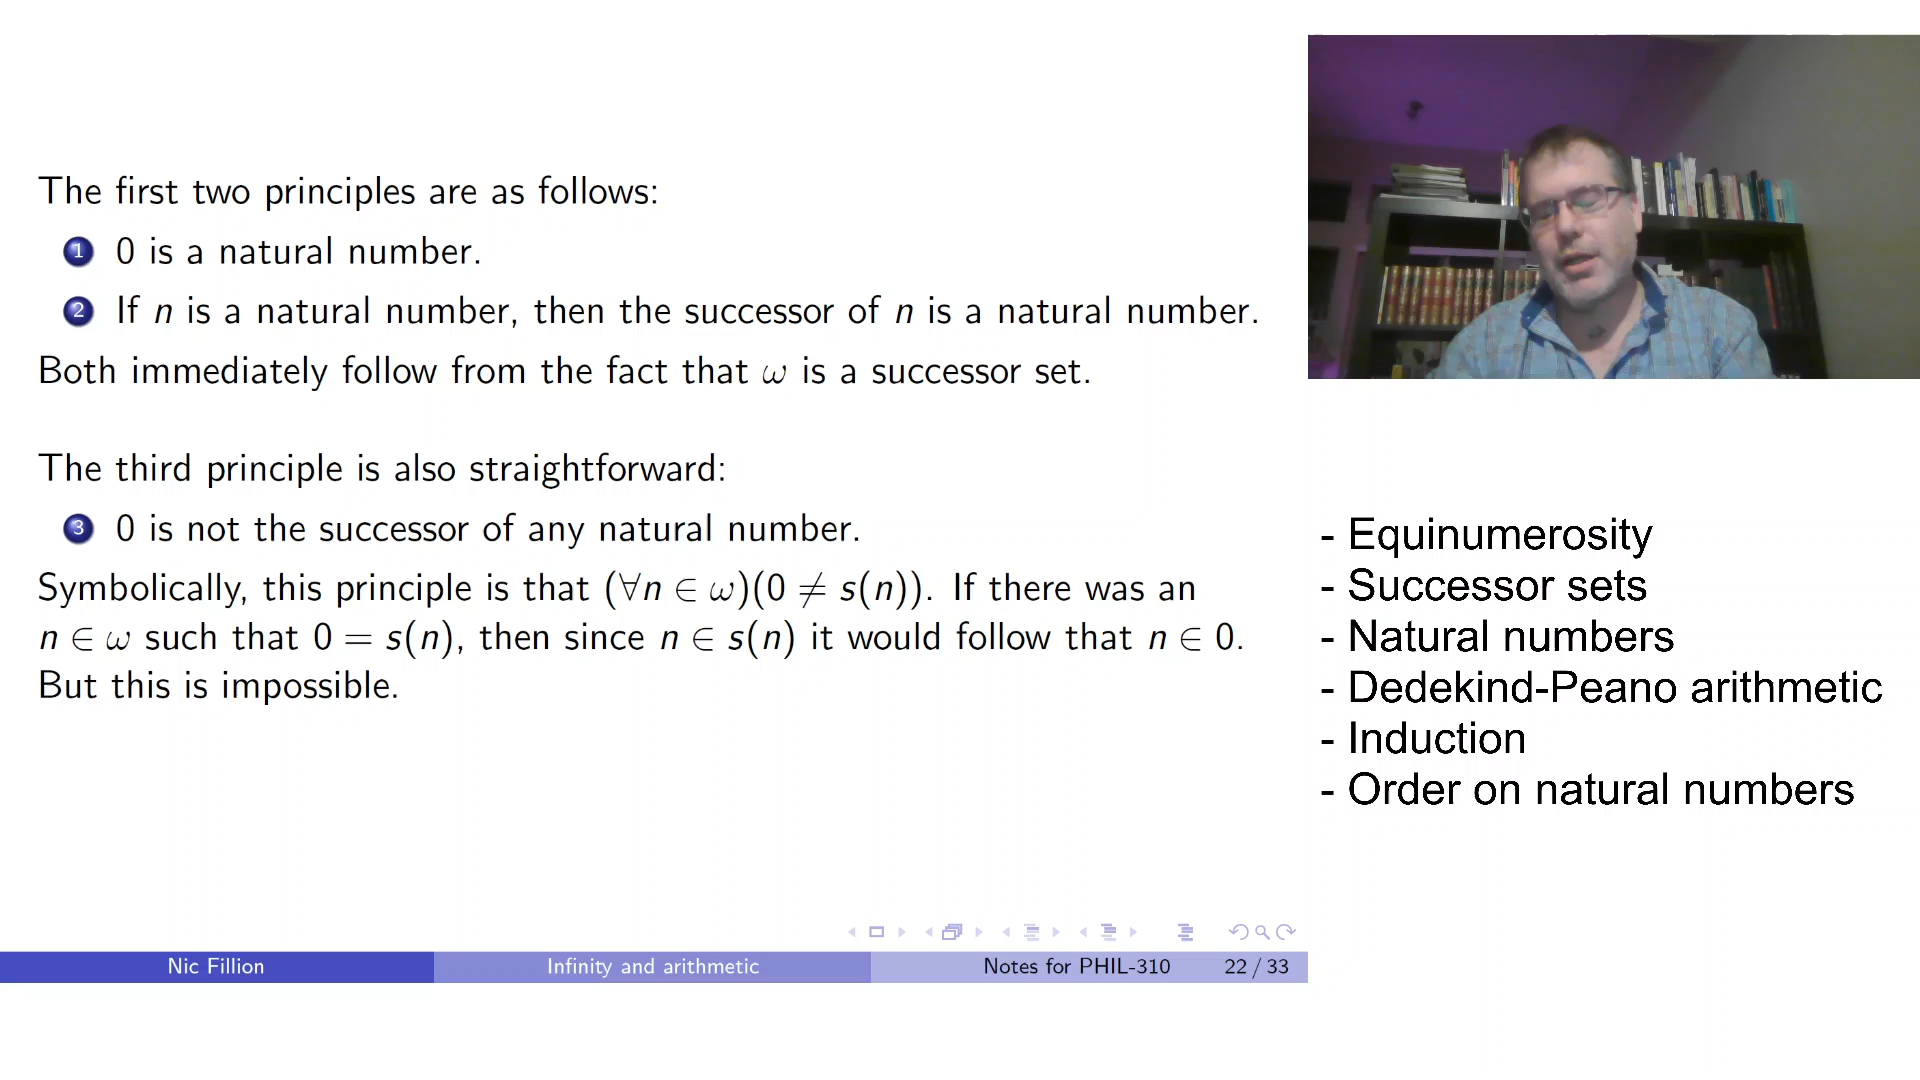 The first two principles are as follows:
1 0 is a natural number.
2 If n is a natural number, then the successor of n is a natural number.
Both immediately follow from the fact that ω is a successor set.
The third principle is also straightforward:
3 0 is not the successor of any natural number.
Symbolically, this principle is that (∀n ∈ ω)(0 ≠ s(n)). If there was an
n ∈ ω such that 0 = s(n), then since n ∈ s(n) it would follow that n ∈ 0.
But this is impossible.
- Equinumerosity
- Successor sets
- Natural numbers
- Dedekind-Peano arithmetic
- Induction
- Order on natural numbers
Nic Fillion Infinity and arithmetic Notes for PHIL-310 22 / 33